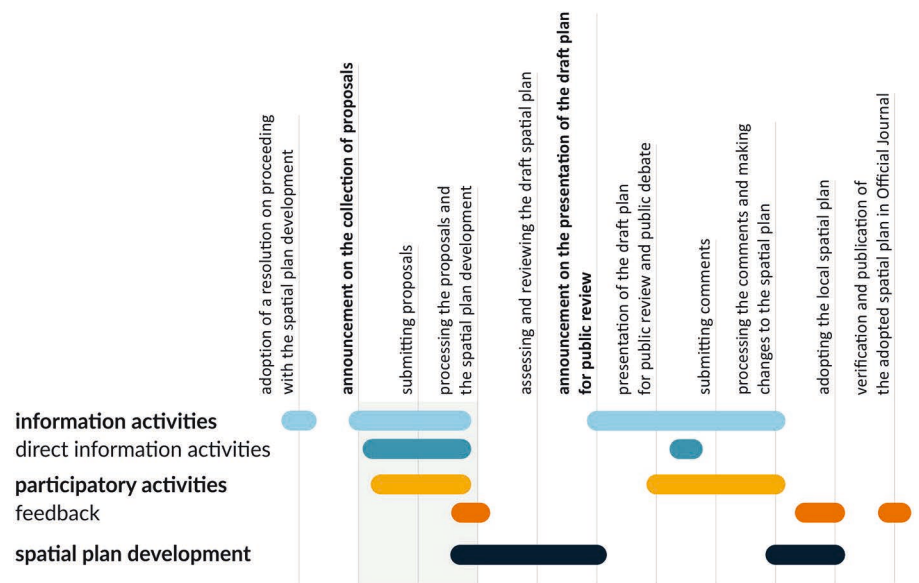 adoption of a resolution on proceeding
with the spatial plan development
announcement on the collection of proposals
submitting proposals
processing the proposals and
the spatial plan development
assessing and reviewing the draft spatial plan
announcement on the presentation of the draft plan
for public review
presentation of the draft plan
for public review and public debate
submitting comments
processing the comments and making
changes to the spatial plan
adopting the local spatial plan
verification and publication of
the adopted spatial plan in Official Journal
information activities
direct information activities
participatory activities
feedback
spatial plan development